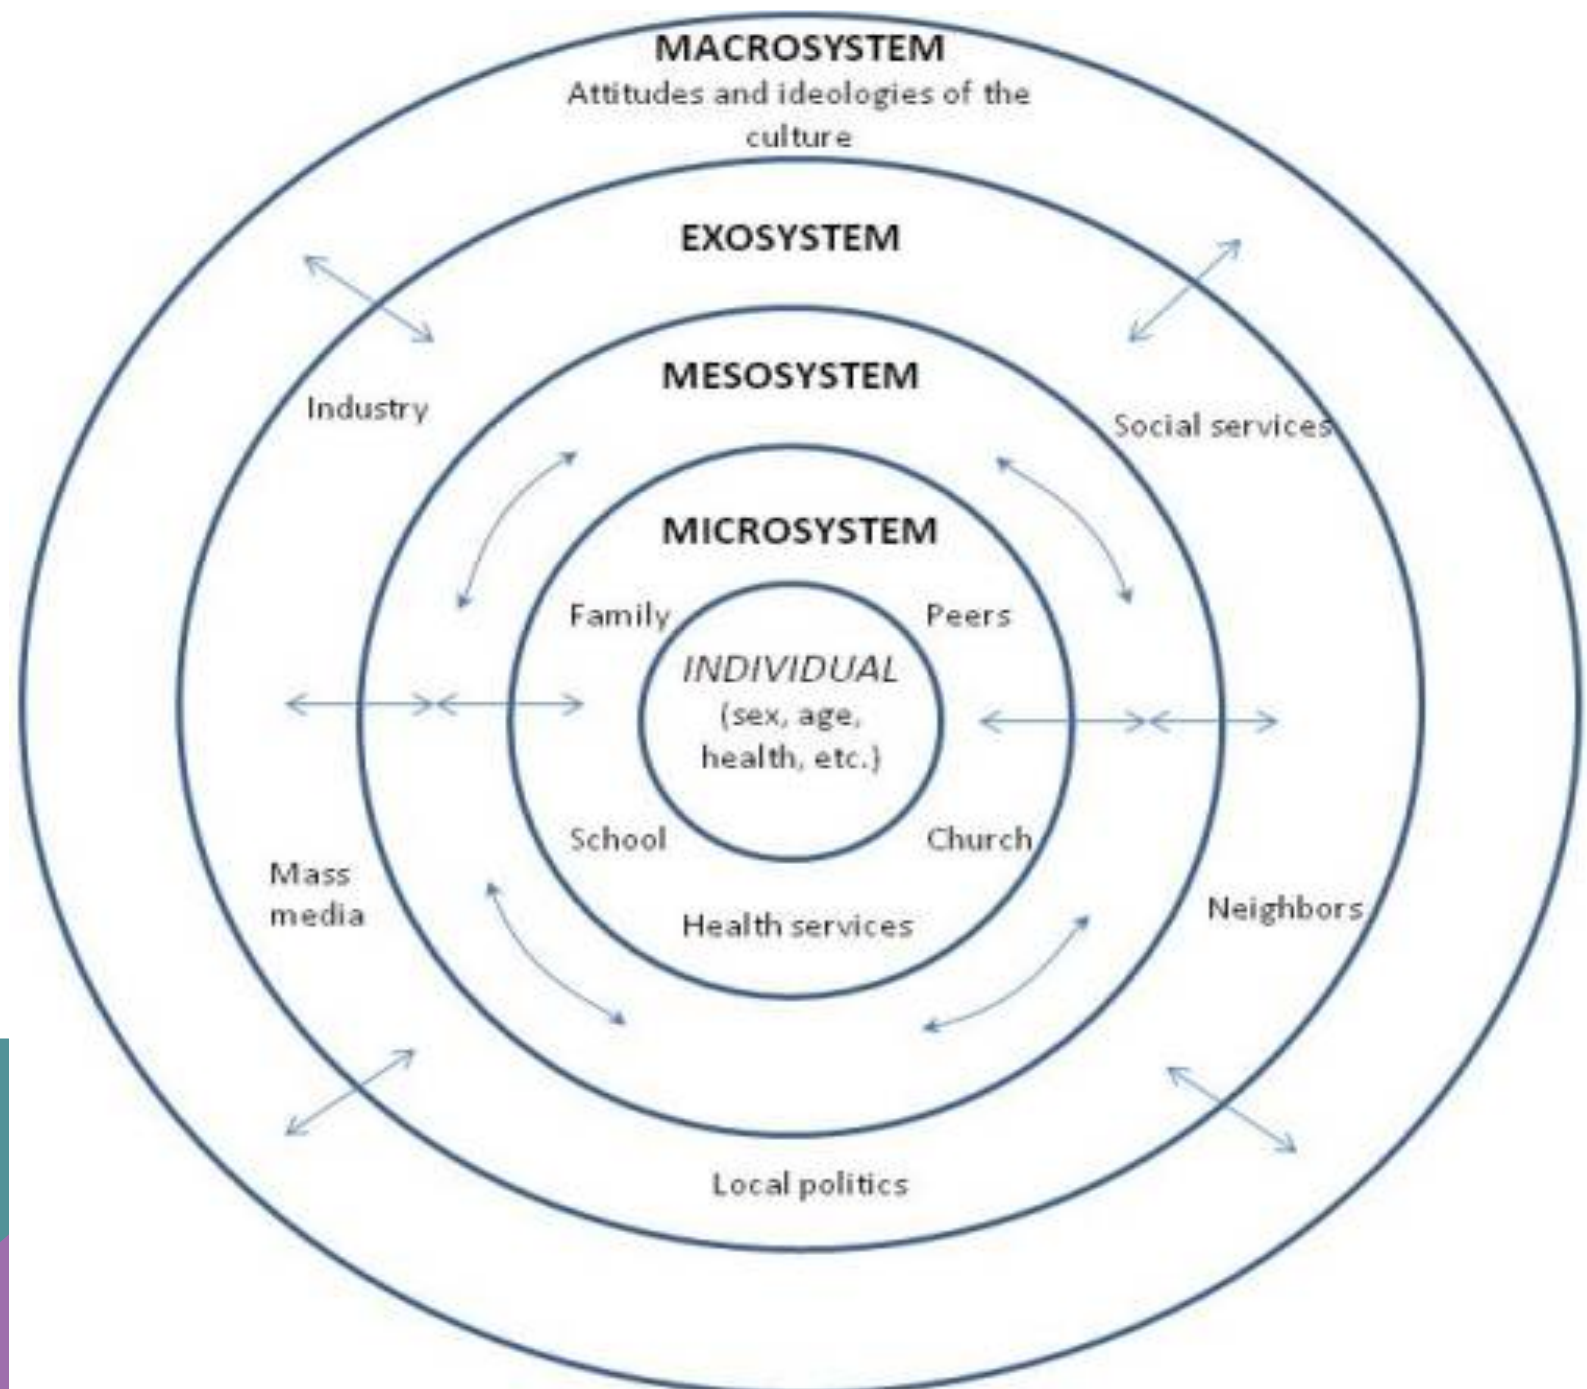 MACROSYSTEM
Attitudes and ideologies of the
culture
EXOSYSTEM
MESOSYSTEM
Industry
Social services
MICROSYSTEM
Family
Peers
INDIVIDUAL
(sex, age,
health, etc.)
School
Church
Mass
media
Neighbors
Health services
Local politics